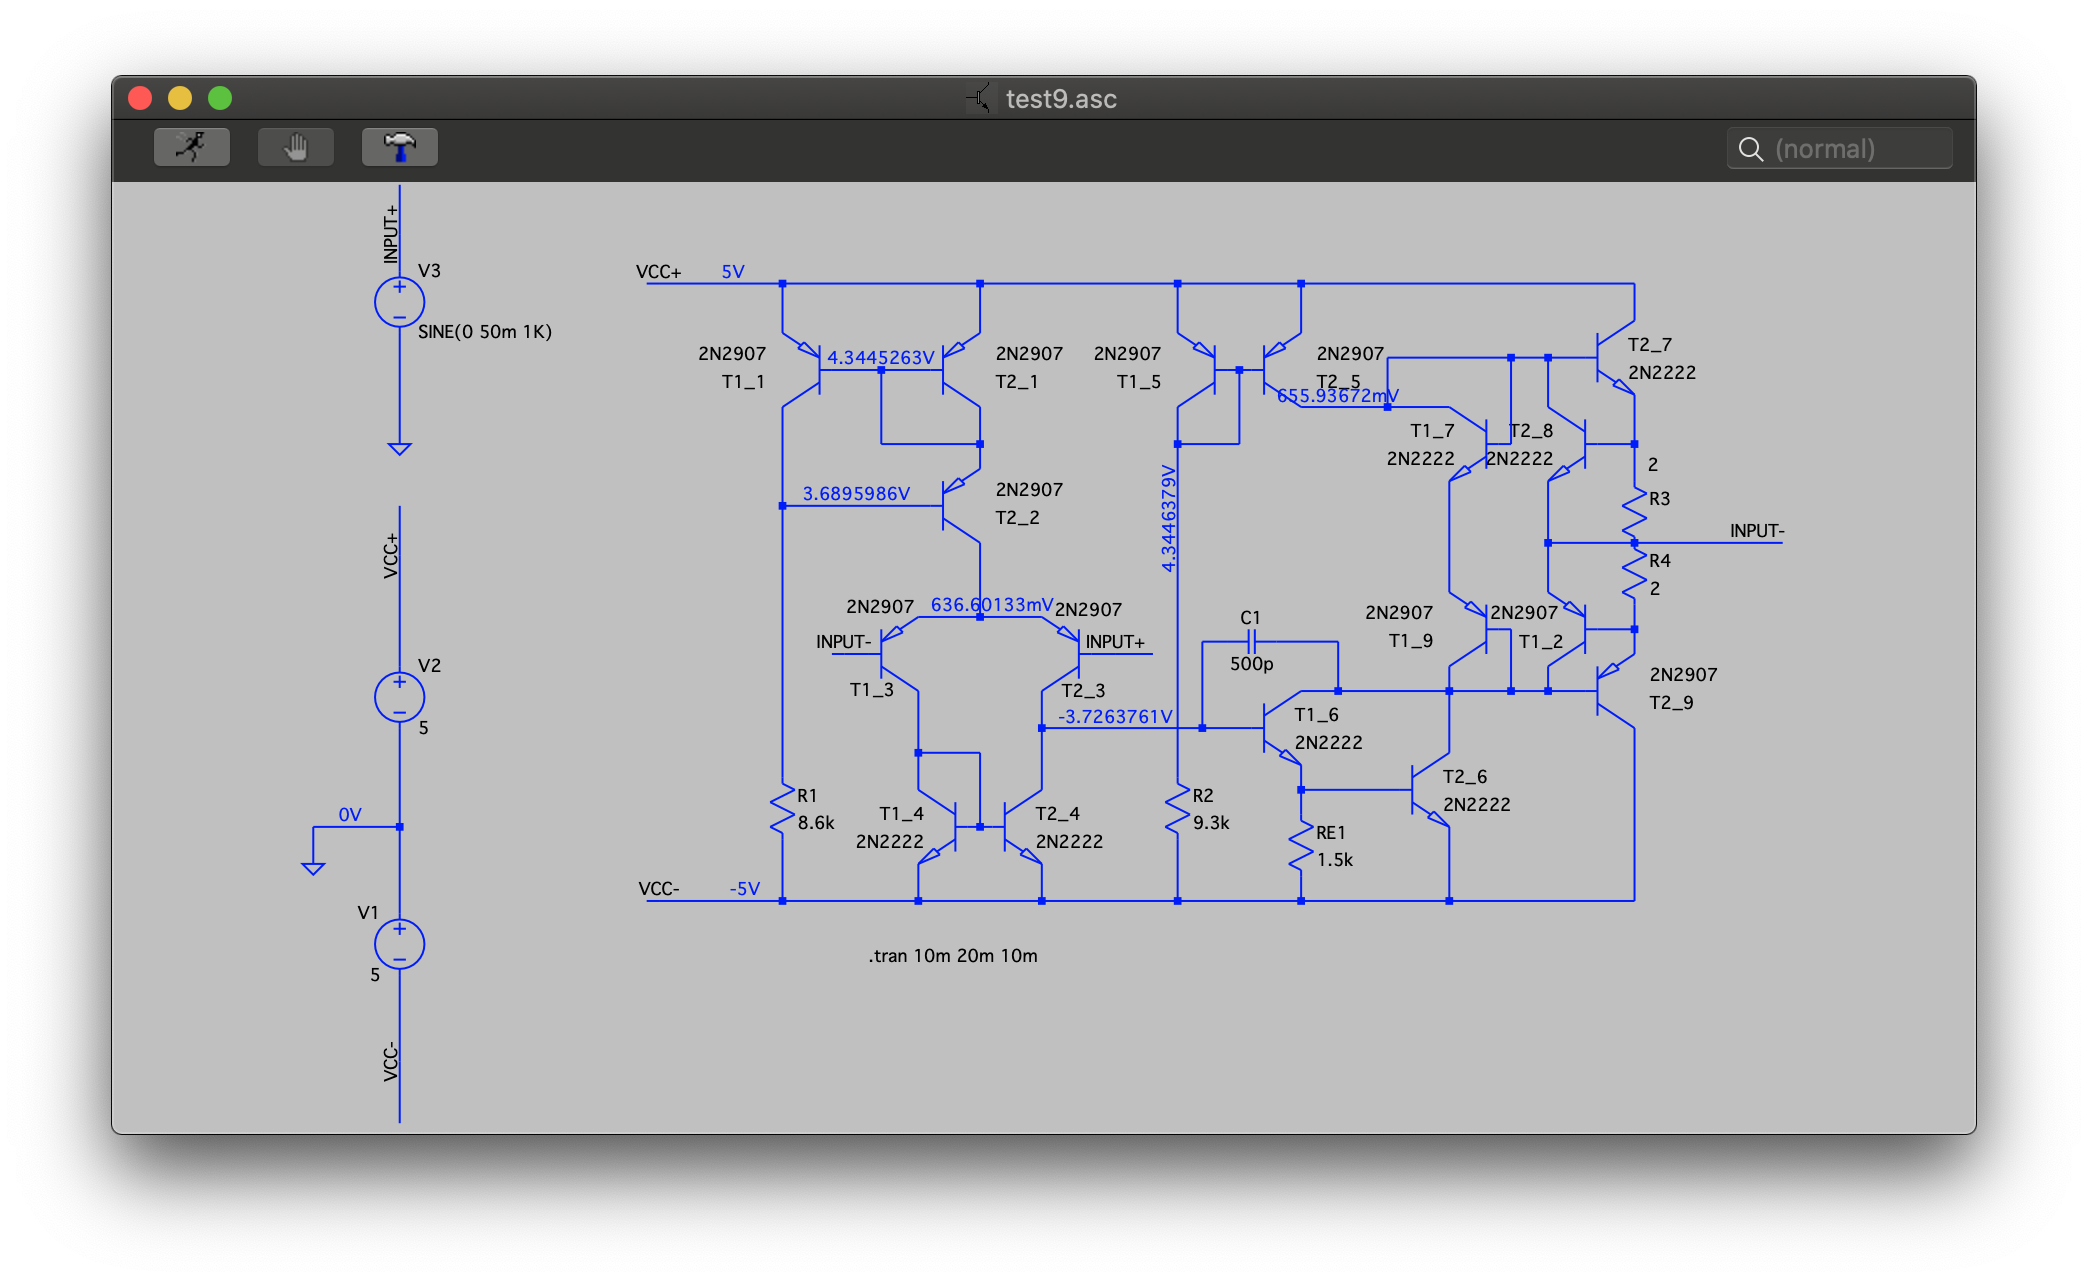 test9.asc
(normal)
INPUT+
V3
SINE(0 50m 1K)
VCC+
V2
5
0V
V1
5
VCC-
VCC+ 5V
2N2907
T1_1
4.3445263V
2N2907
T2_1
2N2907
T1_5
2N2907
T2_5
655.93672mV
T2_7
2N2222
T1_7
2N2222
T2_8
2N2222
2
R3
3.6895986V
2N2907
T2_2
4.3446379V
INPUT-
R4
2
2N2907
636.60133mV
2N2907
INPUT-
INPUT+
T1_3
T2_3
C1
500p
2N2907
T1_9
2N2907
T1_2
2N2907
T2_9
-3.7263761V
T1_6
2N2222
T2_6
2N2222
R1
8.6k
T1_4
2N2222
T2_4
2N2222
R2
9.3k
RE1
1.5k
VCC- -5V
.tran 10m 20m 10m